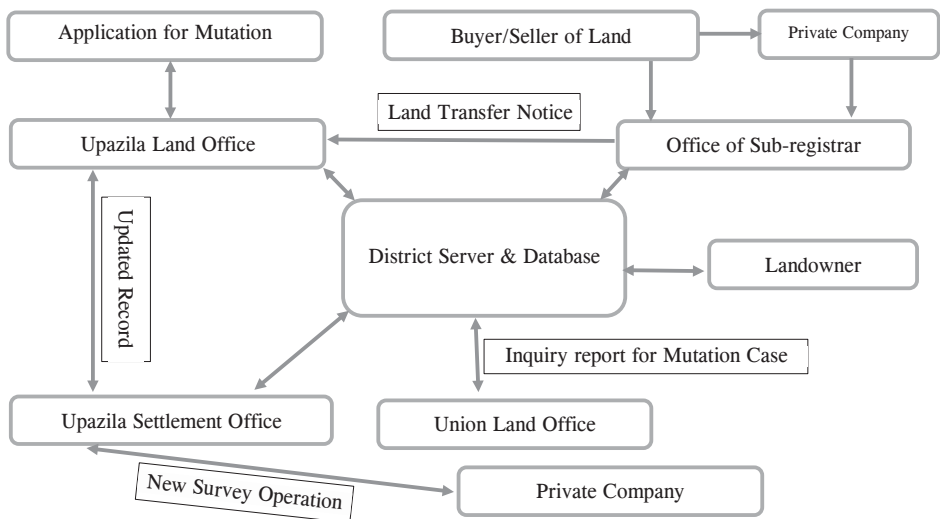 Application for Mutation
Buyer/Seller of Land
Private Company
Land Transfer Notice
Upazila Land Office
Office of Sub-registrar
Updated Record
District Server & Database
Landowner
Inquiry report for Mutation Case
Upazila Settlement Office
Union Land Office
New Survey Operation
Private Company